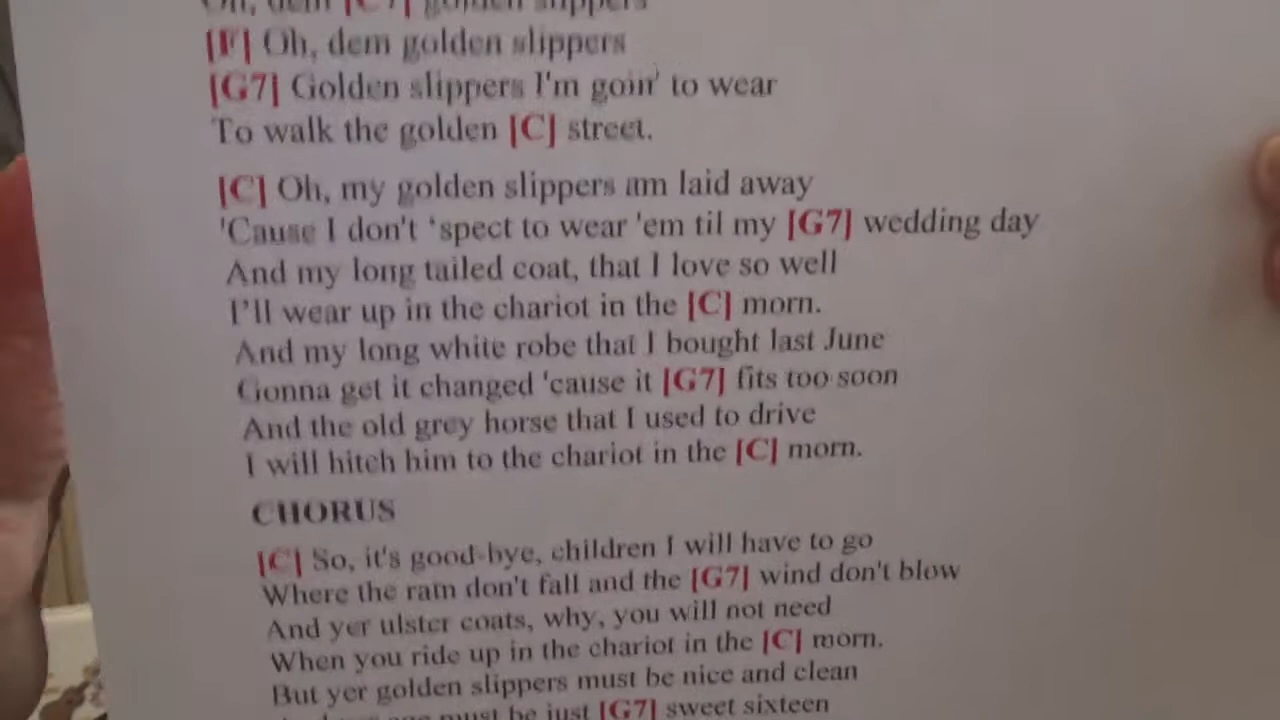 Oh, dem [C7] golden slippers
[F] Oh, dem golden slippers
[G7] Golden slippers I'm goin' to wear
To walk the golden [C] street.
[C] Oh, my golden slippers am laid away
'Cause I don't ‘spect to wear 'em til my [G7] wedding day
And my long tailed coat, that I love so well
I’ll wear up in the chariot in the [C] morn.
And my long white robe that I bought last June
Gonna get it changed 'cause it [G7] fits too soon
And the old grey horse that I used to drive
I will hitch him to the chariot in the [C] morn.
CHORUS
[C] So, it's good-bye, children I will have to go
Where the rain don't fall and the [G7] wind don't blow
And yer ulster coats, why, you will not need
When you ride up in the chariot in the [C] morn.
But yer golden slippers must be nice and clean
must be just [G7] sweet sixteen